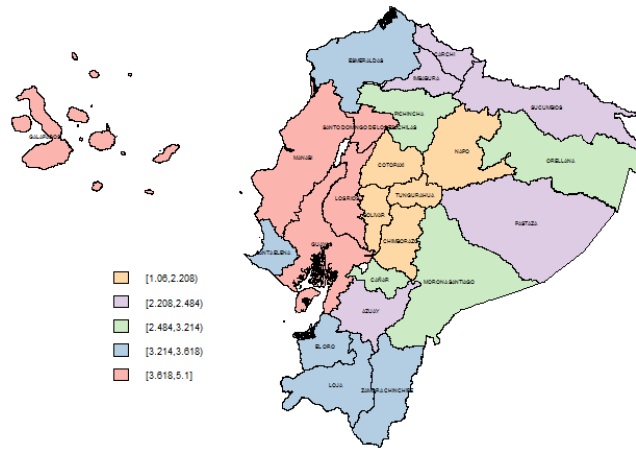 ESMERALDAS
CARCHI
IMBABURA
SUCUMBIOS
PICHINCHA
SANTO DOMINGO DE LOS TSACHILAS
GALAPAGOS
MANABI
COTOPAXI
NAPO
ORELLANA
LOS RIOS
TUNGURAHUA
BOLIVAR
PASTAZA
CHIMBORAZO
GUAYAS
SANTA ELENA
CAÑAR
MORONA SANTIAGO
AZUAY
EL ORO
LOJA
ZAMORA CHINCHIPE
[1.06,2.208)
[2.208,2.484)
[2.484,3.214)
[3.214,3.618)
[3.618,5.1]